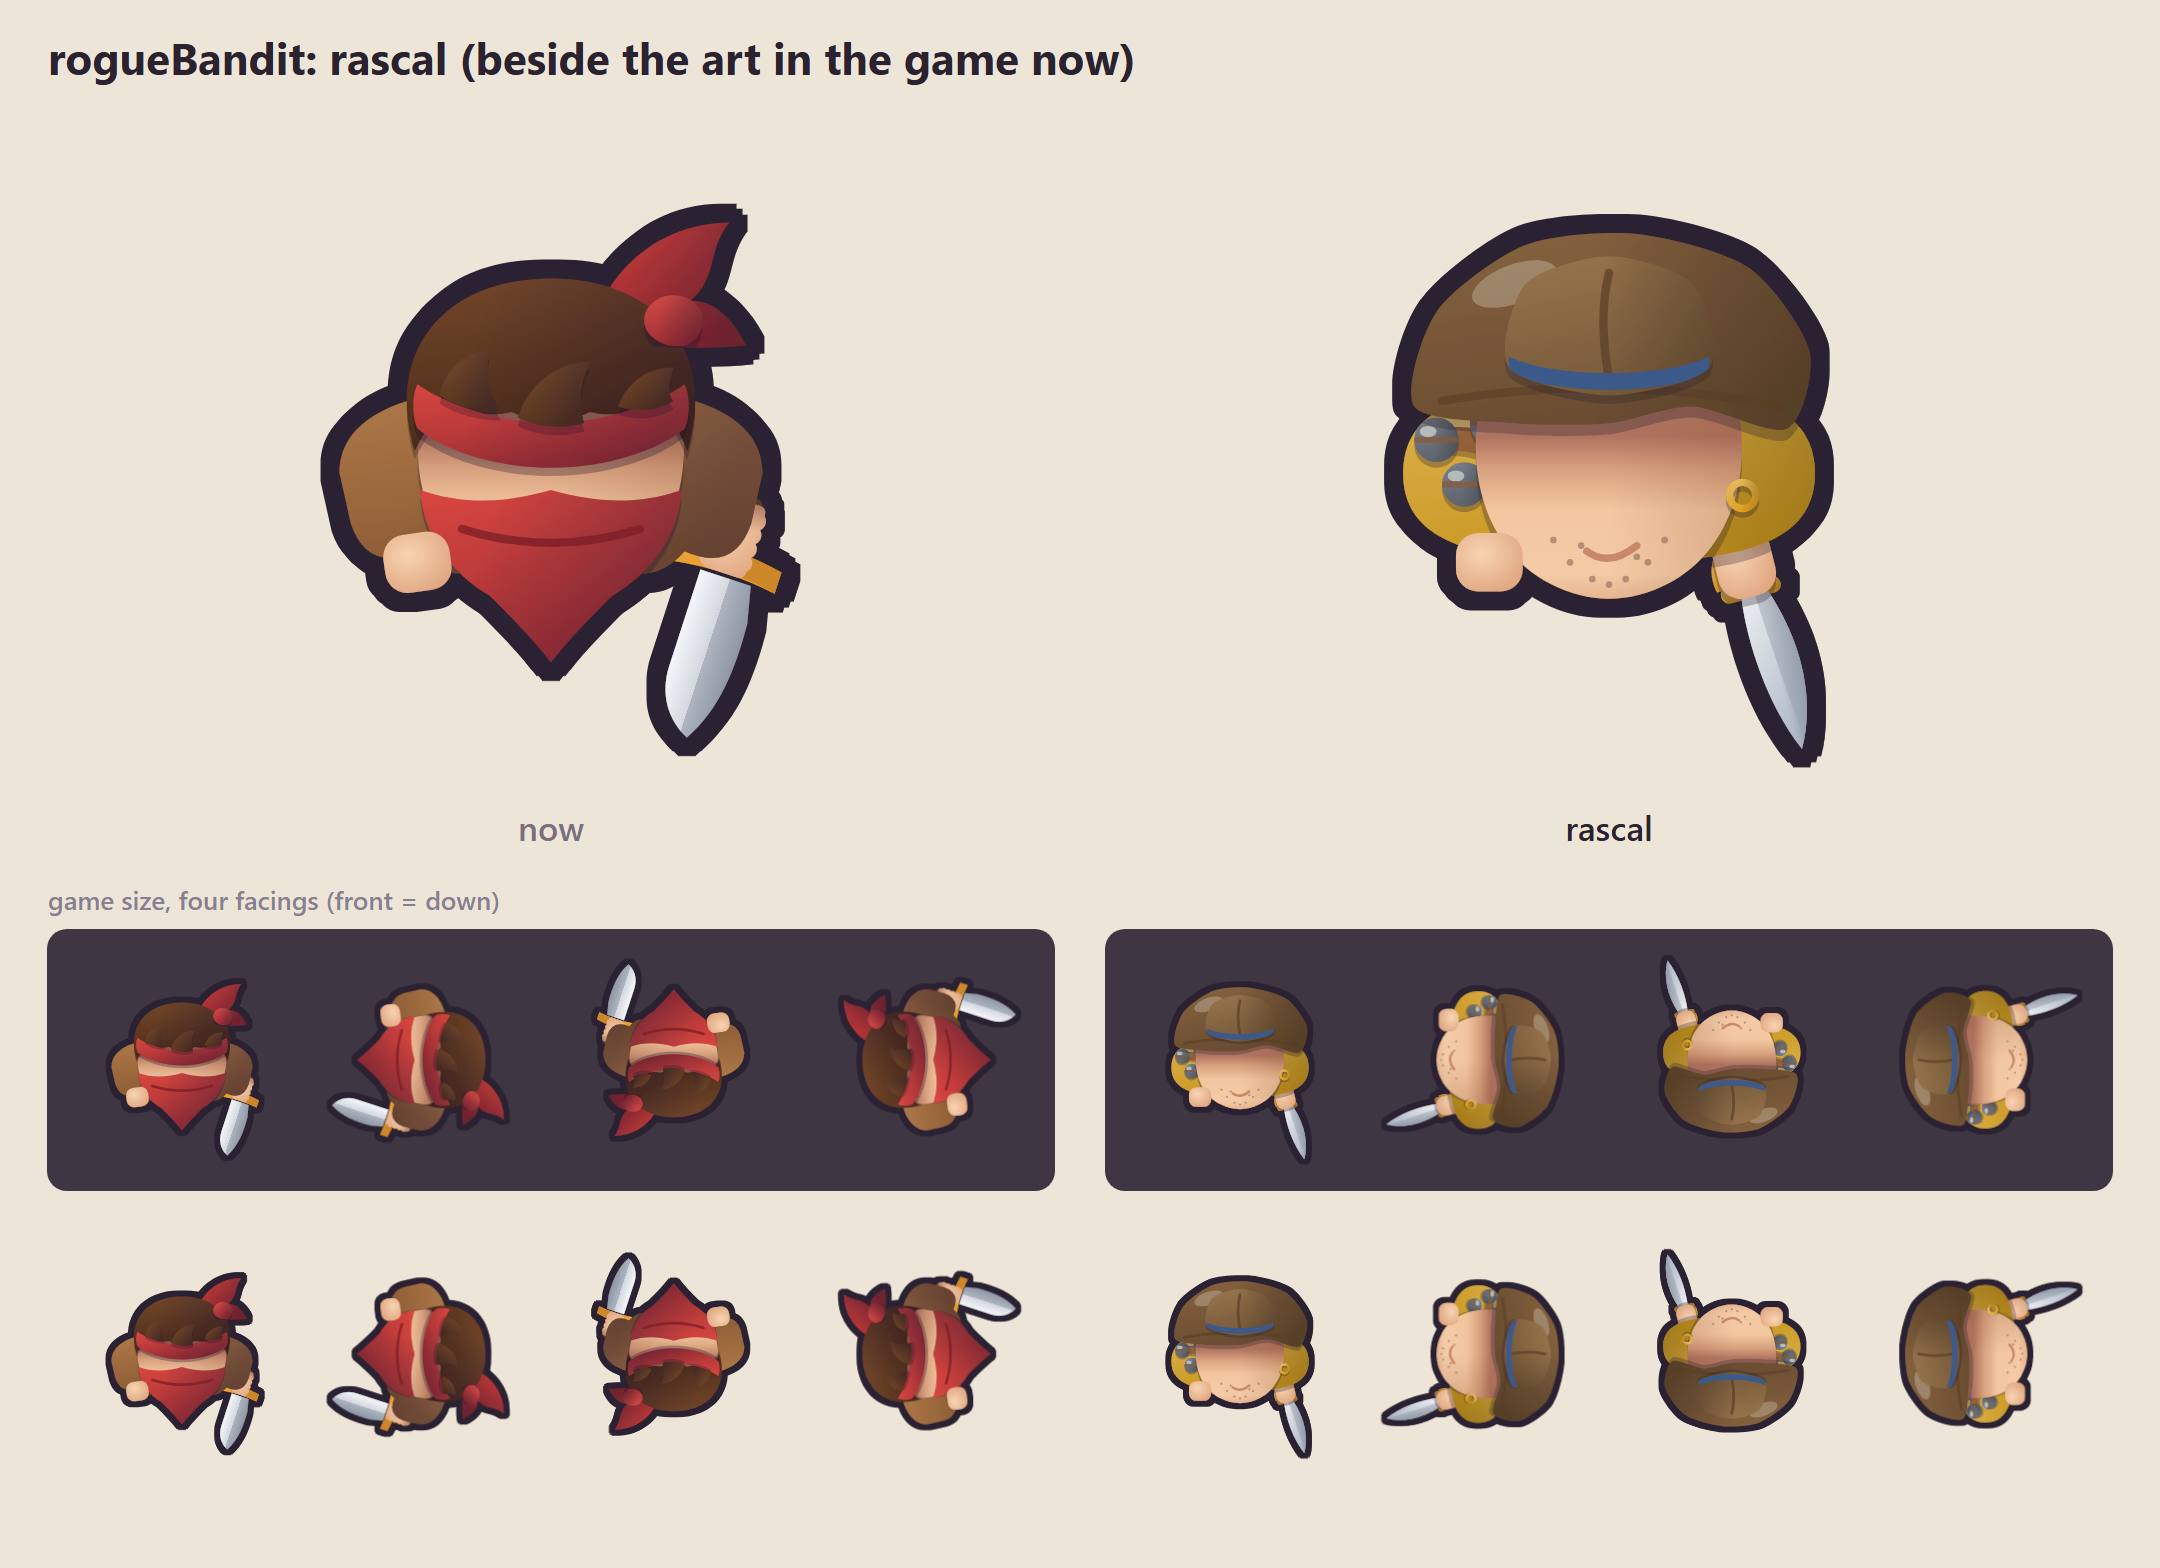 rogueBandit: rascal (beside the art in the game now)
now
rascal
game size, four facings (front = down)